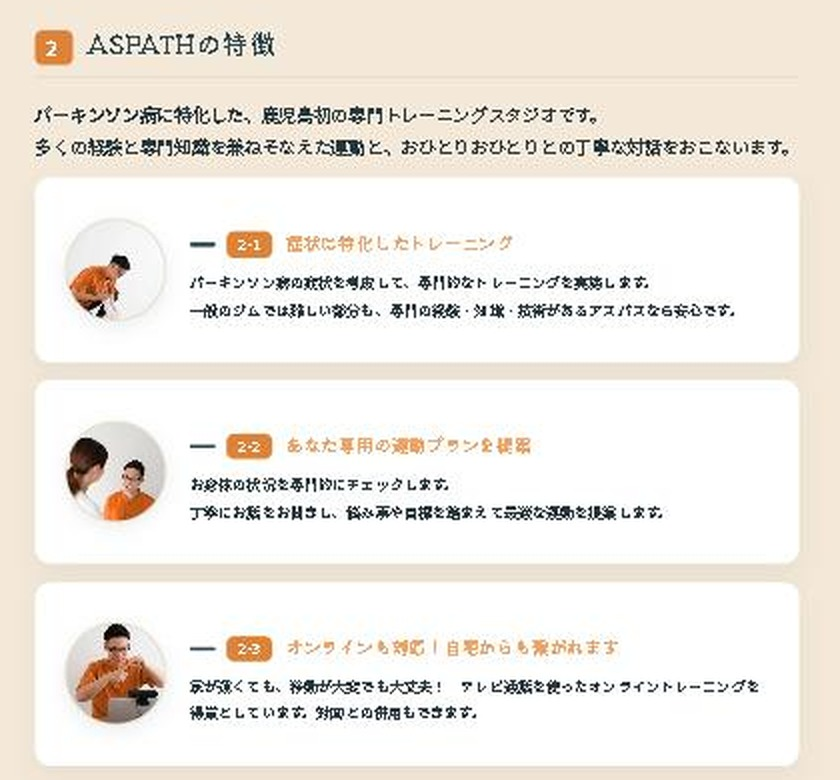 2 ASPATHの特徴
パーキンソン病に特化した、鹿児島初の専門トレーニングスタジオです。
多くの経験と専門知識を兼ねそなえた運動と、おひとりおひとりとの丁寧な対話をおこないます。
2-1 症状に特化したトレーニング
パーキンソン病の症状を考慮して、専門的なトレーニングを実施します。
一般のジムでは難しい部分も、専門の経験・知識・技術があるアスパスなら安心です。
2-2 あなた専用の運動プランを提案
お身体の状況を専門的にチェックします。
丁寧にお話をお聞きし、悩み事や目標を踏まえて最適な運動を提案します。
2-3 オンラインも対応!自宅からも繋がれます
家が遠くても、移動が大変でも大丈夫! テレビ通話を使ったオンライントレーニングを
得意としています。対面との併用もできます。